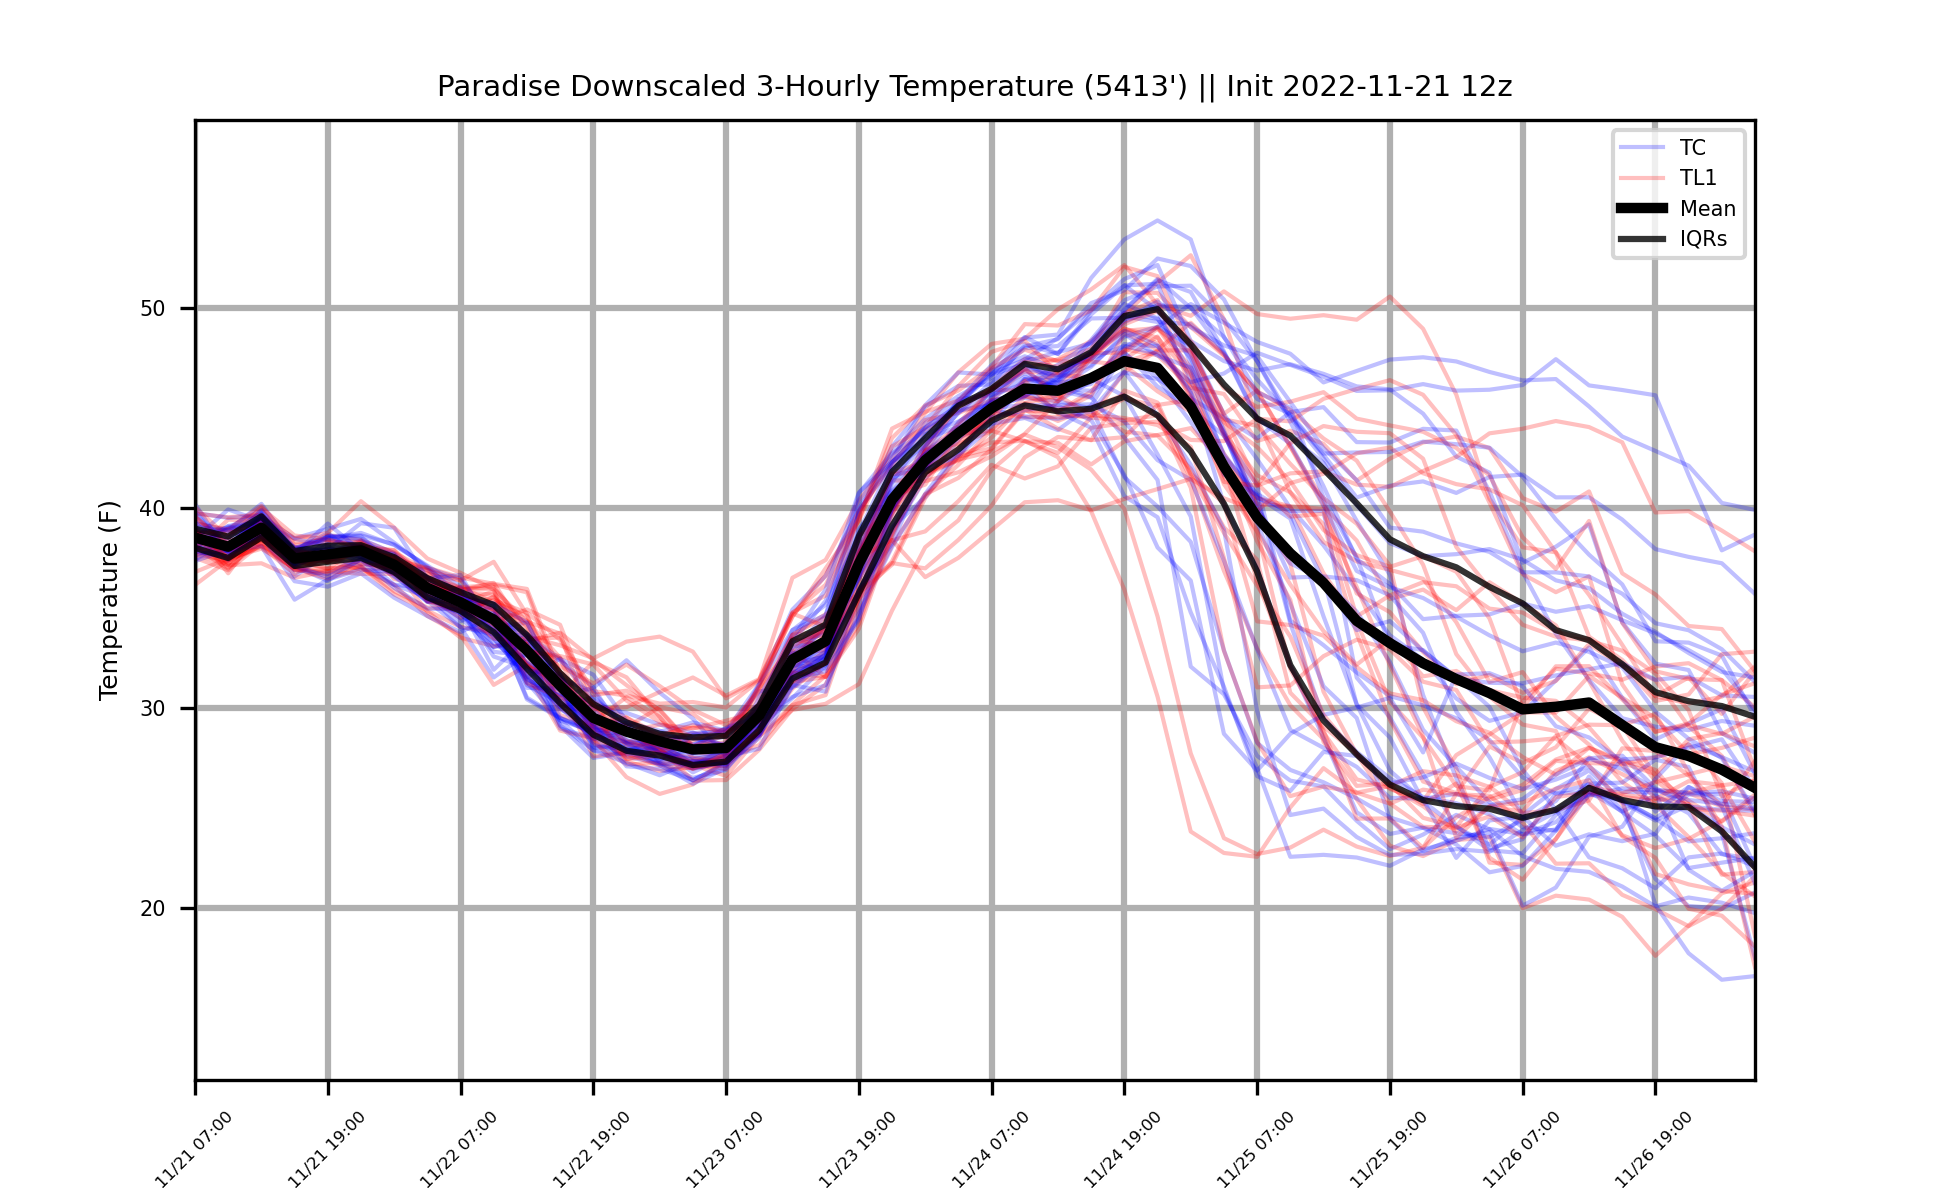 Paradise Downscaled 3-Hourly Temperature (5413') || Init 2022-11-21 12z
TC
TL1
Mean
IQRs
Temperature (F)
50
40
30
20
11/21 07:00
11/21 19:00
11/22 07:00
11/22 19:00
11/23 07:00
11/23 19:00
11/24 07:00
11/24 19:00
11/25 07:00
11/25 19:00
11/26 07:00
11/26 19:00